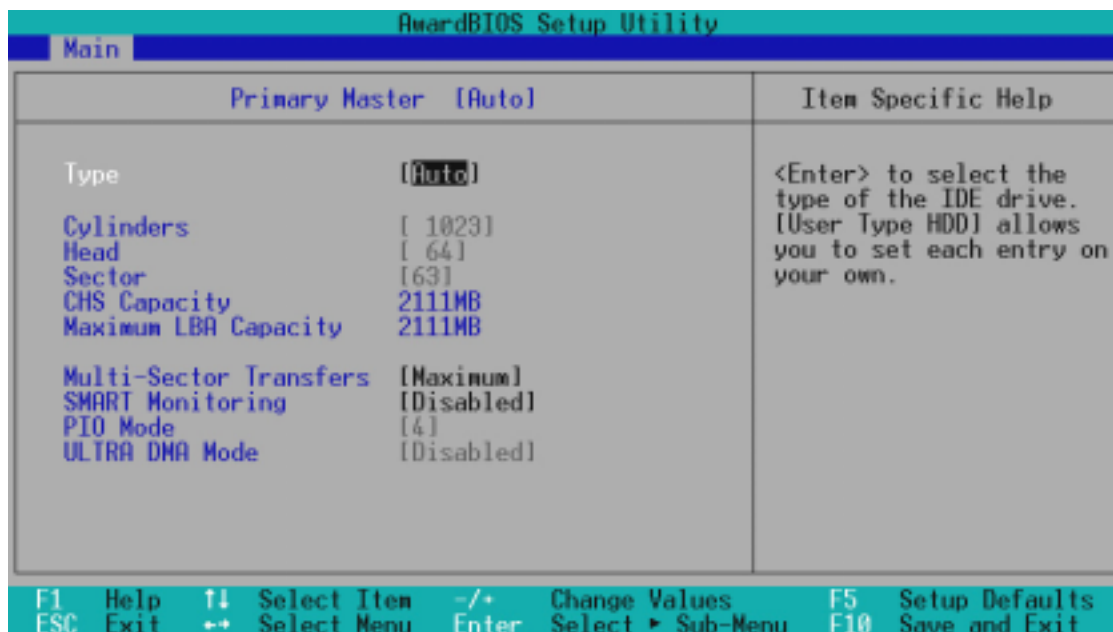 AwardBIOS Setup Utility
Main
Primary Master [Auto]
Item Specific Help
Type [Auto]
Cylinders [ 1023]
Head [ 64]
Sector [63]
CHS Capacity 2111MB
Maximum LBA Capacity 2111MB
Multi-Sector Transfers [Maximum]
SMART Monitoring [Disabled]
PIO Mode [4]
ULTRA DMA Mode [Disabled]
<Enter> to select the
type of the IDE drive.
[User Type HDD] allows
you to set each entry on
your own.
F1 Help ↑↓ Select Item -/+ Change Values F5 Setup Defaults
ESC Exit ←→ Select Menu Enter Select ► Sub-Menu F10 Save and Exit